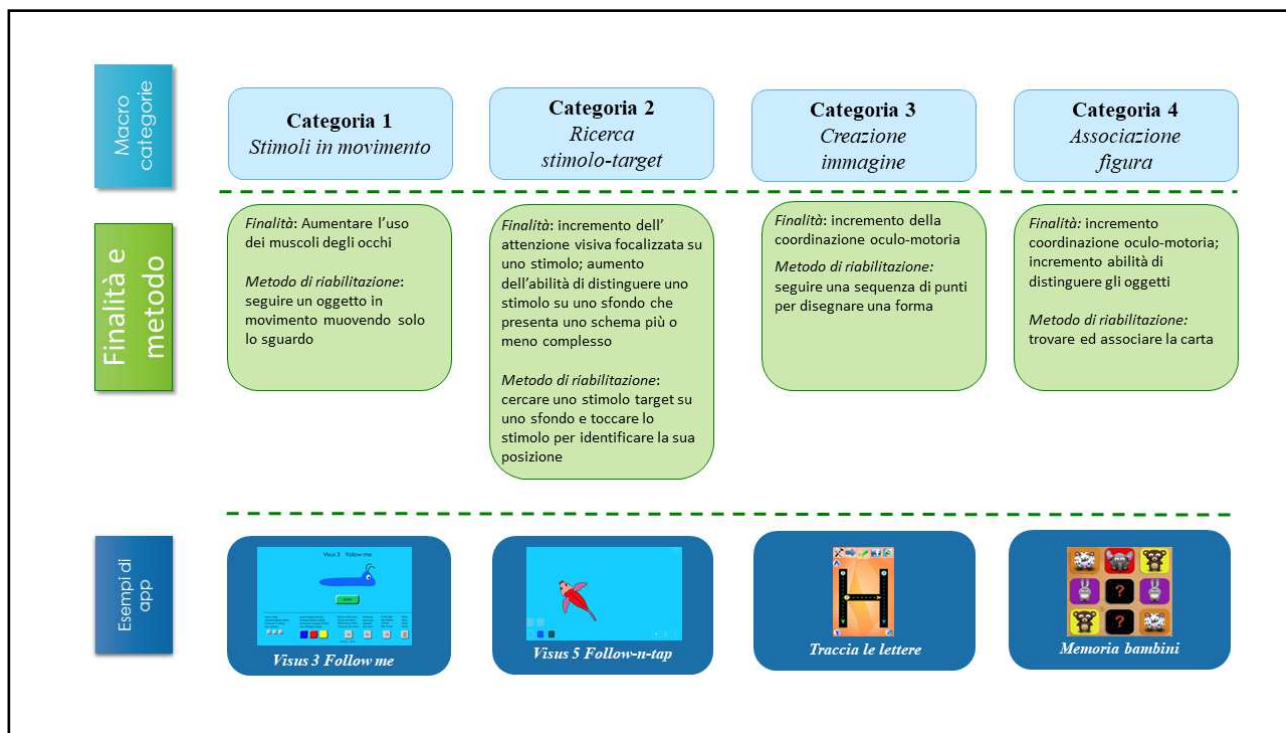 Macro
categorie
Categoria 1
Stimoli in movimento
Categoria 2
Ricerca
stimolo-target
Categoria 3
Creazione
immagine
Categoria 4
Associazione
figura
Finalità e
metodo
Finalità: Aumentare l'uso
dei muscoli degli occhi
Metodo di riabilitazione:
seguire un oggetto in
movimento muovendo solo
lo sguardo
Finalità: incremento dell'
attenzione visiva focalizzata su
uno stimolo; aumento
dell'abilità di distinguere uno
stimolo su uno sfondo che
presenta uno schema più o
meno complesso
Metodo di riabilitazione:
cercare uno stimolo target su
uno sfondo e toccare lo
stimolo per identificare la sua
posizione
Finalità: incremento della
coordinazione oculo-motoria
Metodo di riabilitazione:
seguire una sequenza di punti
per disegnare una forma
Finalità: incremento
coordinazione oculo-motoria;
incremento abilità di
distinguere gli oggetti
Metodo di riabilitazione:
trovare ed associare la carta
Esempi di
app
Visus 3 Follow me
Visus 3 Follow me
Visus 5 Follow-n-tap
H
Traccia le lettere
?
?
Memoria bambini